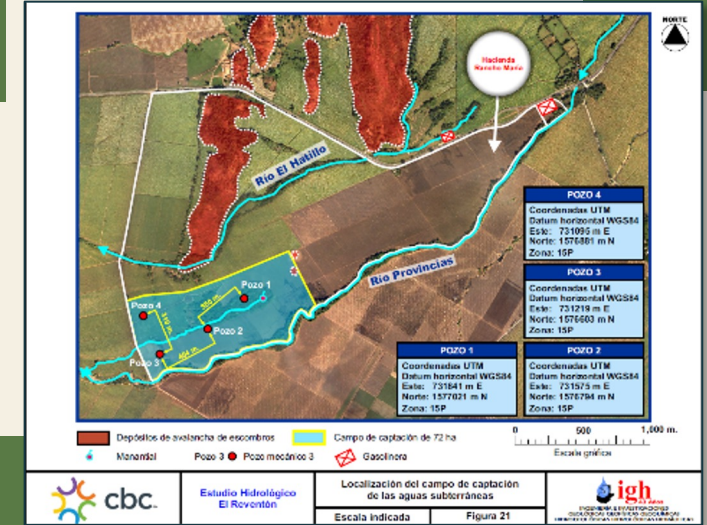 NORTE
Hacienda
Rancho María
Río El Hatillo
Río Provincias
POZO 4
Coordenadas UTM
Datum horizontal WGS84
Este: 731095 m E
Norte: 1576881 m N
Zona: 15P
POZO 3
Coordenadas UTM
Datum horizontal WGS84
Este: 731219 m E
Norte: 1576603 m N
Zona: 15P
POZO 1
Coordenadas UTM
Datum horizontal WGS84
Este: 731841 m E
Norte: 1577021 m N
Zona: 15P
POZO 2
Coordenadas UTM
Datum horizontal WGS84
Este: 731575 m E
Norte: 1576794 m N
Zona: 15P
Pozo 1
Pozo 4
Pozo 2
Pozo 3
0 500 1,000 m.
Escala gráfica
Depósitos de avalancha de escombros
Campo de captación de 72 ha
Manantial
Pozo 3
Pozo mecánico 3
Gasolinera
cbc
Estudio Hidrológico
El Reventón
Localización del campo de captación
de las aguas subterráneas
Escala indicada
Figura 21
igh